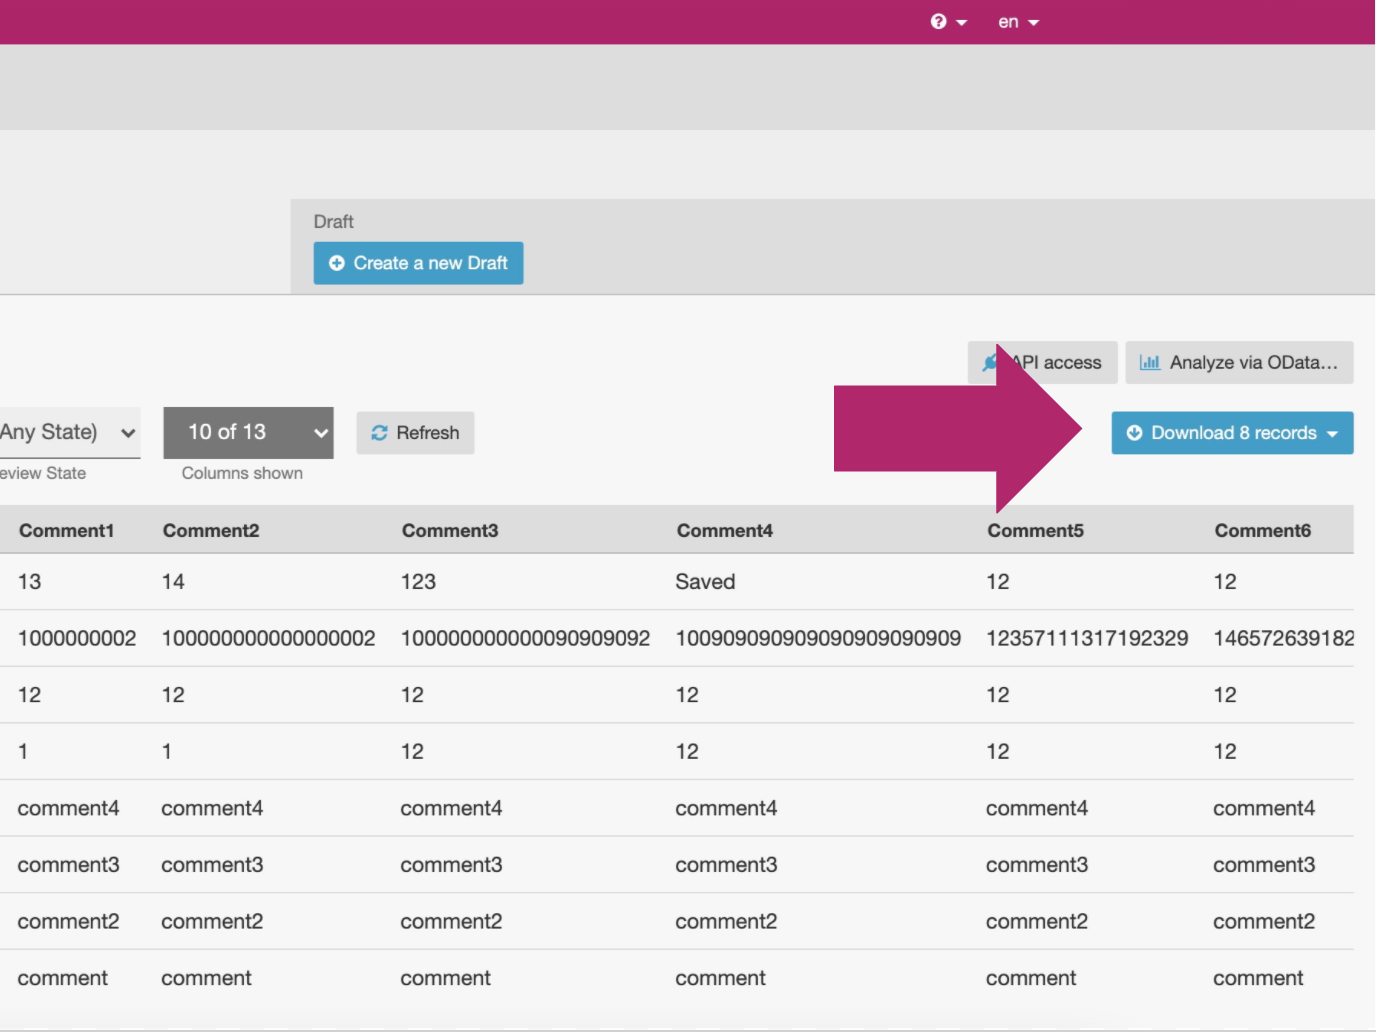 en
Draft
Create a new Draft
API access
Analyze via OData...
Any State)
10 of 13
Refresh
Download 8 records
eview State
Columns shown
Comment1 Comment2 Comment3 Comment4 Comment5 Comment6
13 14 123 Saved 12 12
1000000002 100000000000000002 100000000000090909092 100909090909090909090909 12357111317192329 146572639182
12 12 12 12 12 12
1 1 12 12 12 12
comment4 comment4 comment4 comment4 comment4 comment4
comment3 comment3 comment3 comment3 comment3 comment3
comment2 comment2 comment2 comment2 comment2 comment2
comment comment comment comment comment comment